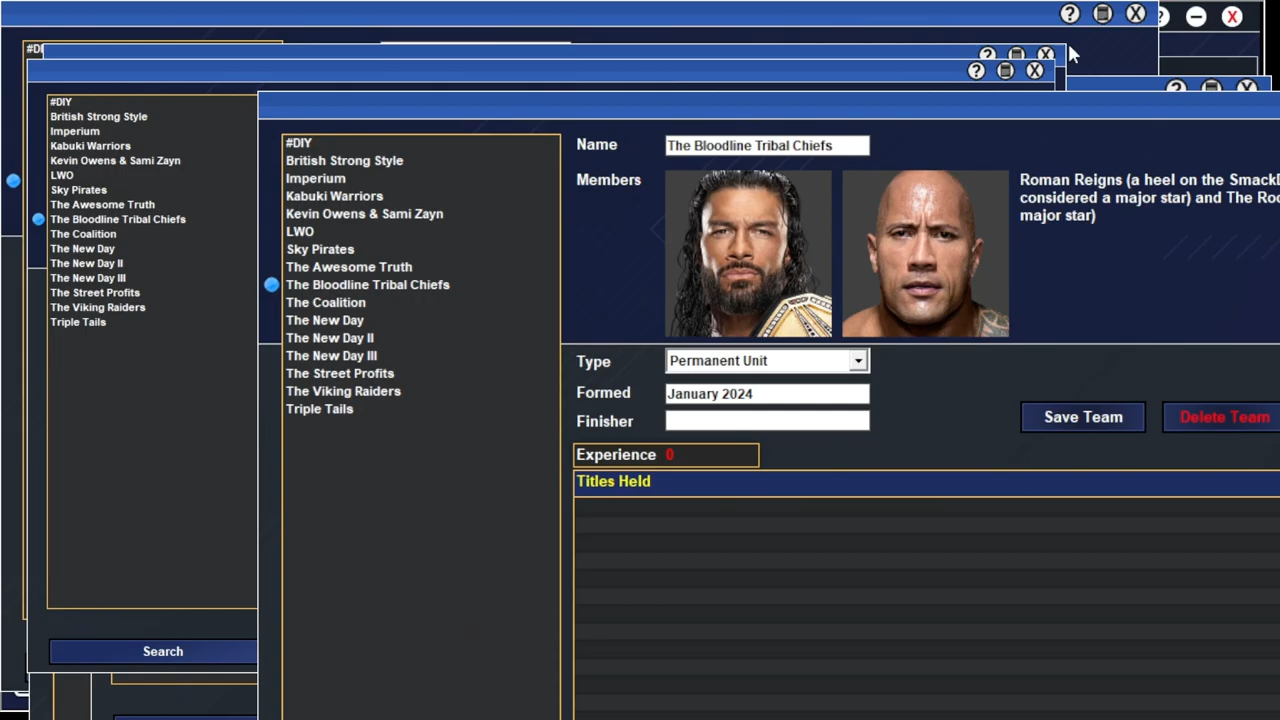 ? X
? X
#DI
? X
? X
? X
#DIY
British Strong Style
Imperium
Kabuki Warriors
Kevin Owens & Sami Zayn
LWO
Sky Pirates
The Awesome Truth
The Bloodline Tribal Chiefs
The Coalition
The New Day
The New Day II
The New Day III
The Street Profits
The Viking Raiders
Triple Tails
Search
#DIY
British Strong Style
Imperium
Kabuki Warriors
Kevin Owens & Sami Zayn
LWO
Sky Pirates
The Awesome Truth
The Bloodline Tribal Chiefs
The Coalition
The New Day
The New Day II
The New Day III
The Street Profits
The Viking Raiders
Triple Tails
Name The Bloodline Tribal Chiefs
Members
Roman Reigns (a heel on the SmackD
considered a major star) and The Roc
major star)
Type Permanent Unit
Formed January 2024
Finisher
Save Team Delete Team
Experience 0
Titles Held